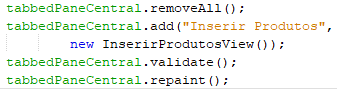 tabbedPaneCentral.removeAll();
tabbedPaneCentral.add("Inserir Produtos",
new InserirProdutosView());
tabbedPaneCentral.validate();
tabbedPaneCentral.repaint();